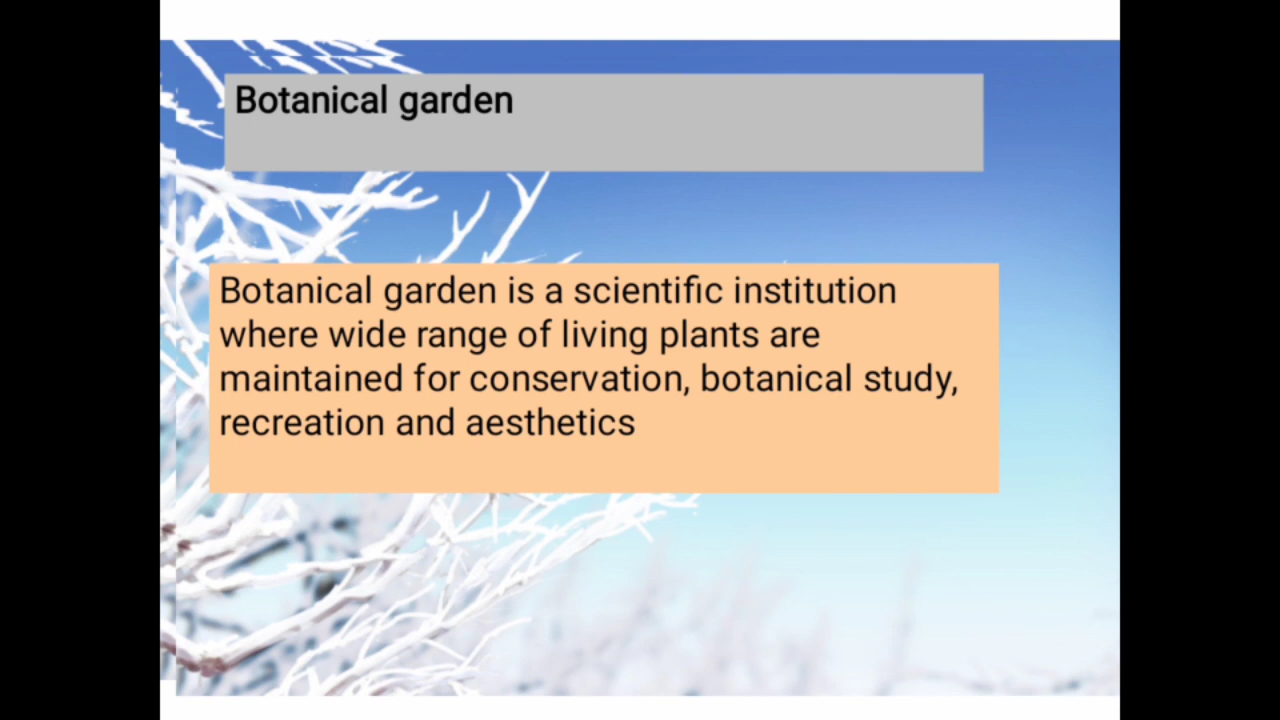 Botanical garden
Botanical garden is a scientific institution
where wide range of living plants are
maintained for conservation, botanical study,
recreation and aesthetics